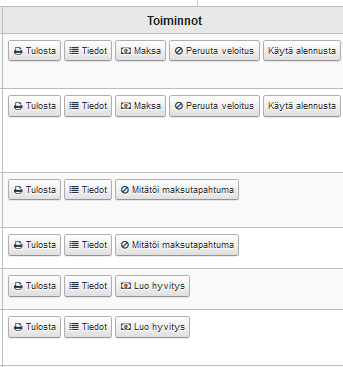 Toiminnot
Tulosta Tiedot Maksa Peruuta veloitus Käytä alennusta
Tulosta Tiedot Maksa Peruuta veloitus Käytä alennusta
Tulosta Tiedot Mitätöi maksutapahtuma
Tulosta Tiedot Mitätöi maksutapahtuma
Tulosta Tiedot Luo hyvitys
Tulosta Tiedot Luo hyvitys